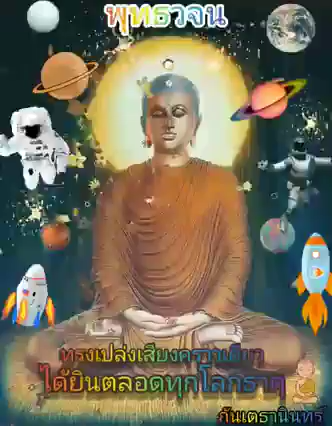 พุทธวจน
ทรงเปล่งเสียงคราวเดียว
ได้ยินตลอดทุกโลกธาตุ
กันเตธานินทร์